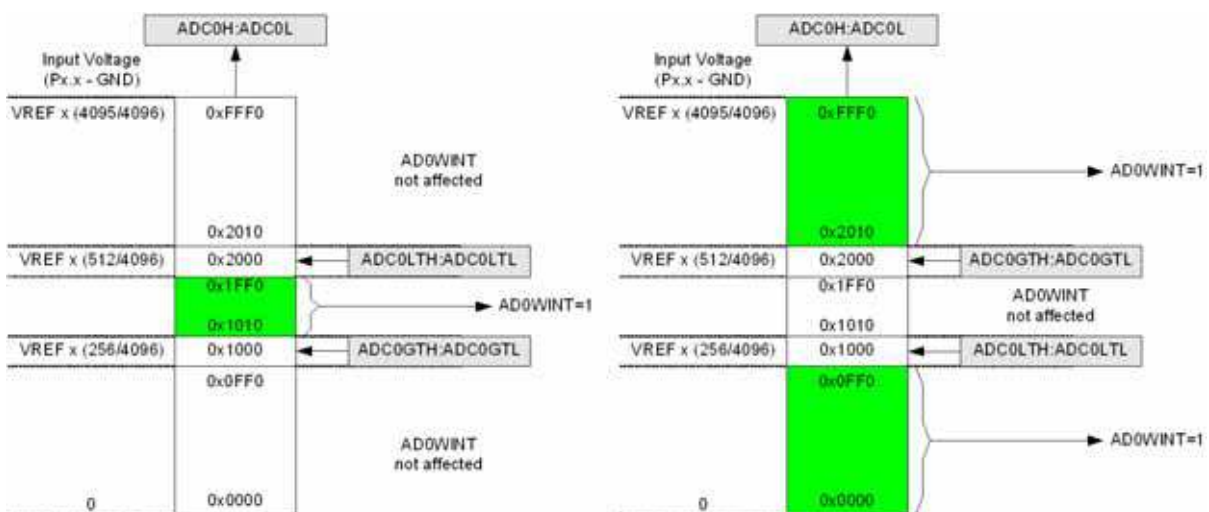 ADC0H:ADC0L
Input Voltage
(Px.x - GND)
VREF x (4095/4096)
0xFFF0
AD0WINT
not affected
0x2010
VREF x (512/4096)
0x2000
ADC0LTH:ADC0LTL
0x1FF0
AD0WINT=1
0x1010
VREF x (256/4096)
0x1000
ADC0GTH:ADC0GTL
0x0FF0
AD0WINT
not affected
0
0x0000
ADC0H:ADC0L
Input Voltage
(Px.x - GND)
VREF x (4095/4096)
0xFFF0
AD0WINT=1
0x2010
VREF x (512/4096)
0x2000
ADC0GTH:ADC0GTL
0x1FF0
AD0WINT
not affected
0x1010
VREF x (256/4096)
0x1000
ADC0LTH:ADC0LTL
0x0FF0
AD0WINT=1
0
0x0000